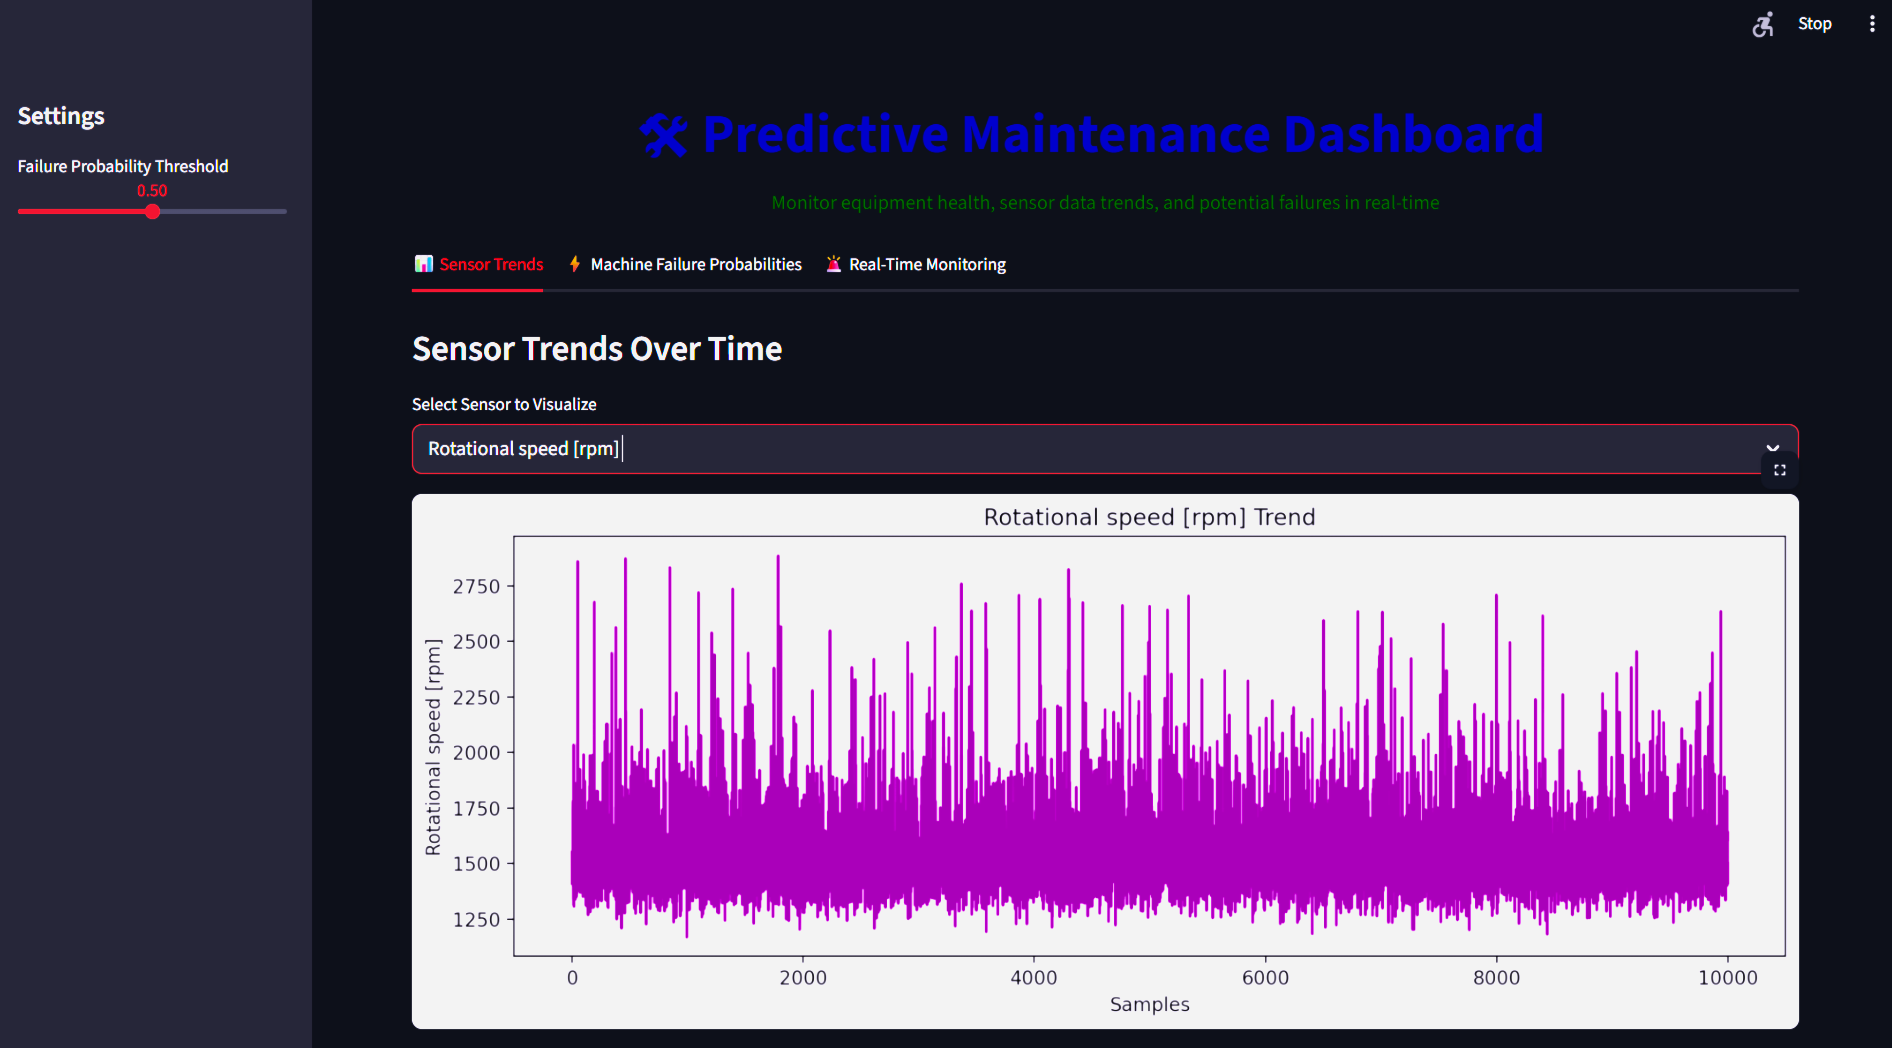 Stop
Settings
Failure Probability Threshold
0.50
🛠 Predictive Maintenance Dashboard
Monitor equipment health, sensor data trends, and potential failures in real-time
📊 Sensor Trends ⚡ Machine Failure Probabilities 🚨 Real-Time Monitoring
Sensor Trends Over Time
Select Sensor to Visualize
Rotational speed [rpm]
Rotational speed [rpm] Trend
Rotational speed [rpm]
2750
2500
2250
2000
1750
1500
1250
0 2000 4000 6000 8000 10000
Samples